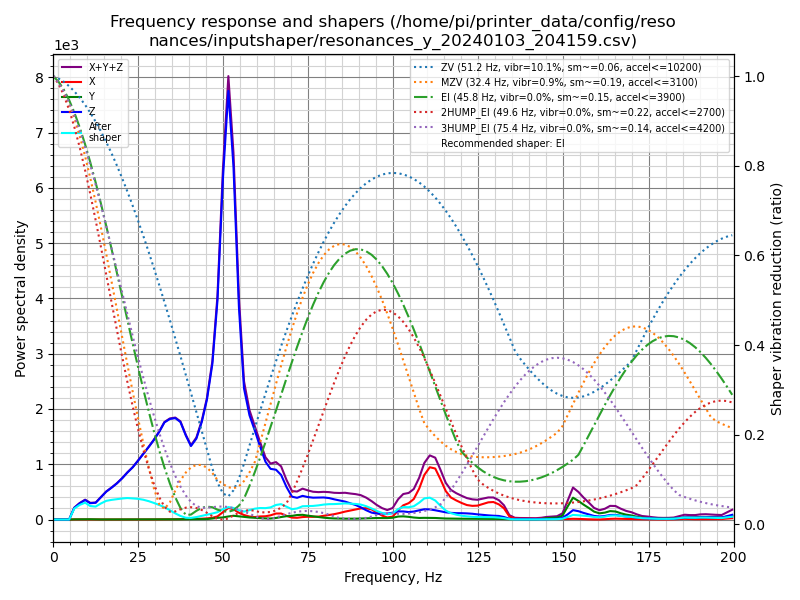 Frequency response and shapers (/home/pi/printer_data/config/reso
nances/inputshaper/resonances_y_20240103_204159.csv)
1e3
X+Y+Z
X
Y
Z
After
shaper
ZV (51.2 Hz, vibr=10.1%, sm~=0.06, accel<=10200)
MZV (32.4 Hz, vibr=0.9%, sm~=0.19, accel<=3100)
EI (45.8 Hz, vibr=0.0%, sm~=0.15, accel<=3900)
2HUMP_EI (49.6 Hz, vibr=0.0%, sm~=0.22, accel<=2700)
3HUMP_EI (75.4 Hz, vibr=0.0%, sm~=0.14, accel<=4200)
Recommended shaper: EI
8
7
6
5
4
3
2
1
0
Power spectral density
1.0
0.8
0.6
0.4
0.2
0.0
Shaper vibration reduction (ratio)
0 25 50 75 100 125 150 175 200
Frequency, Hz